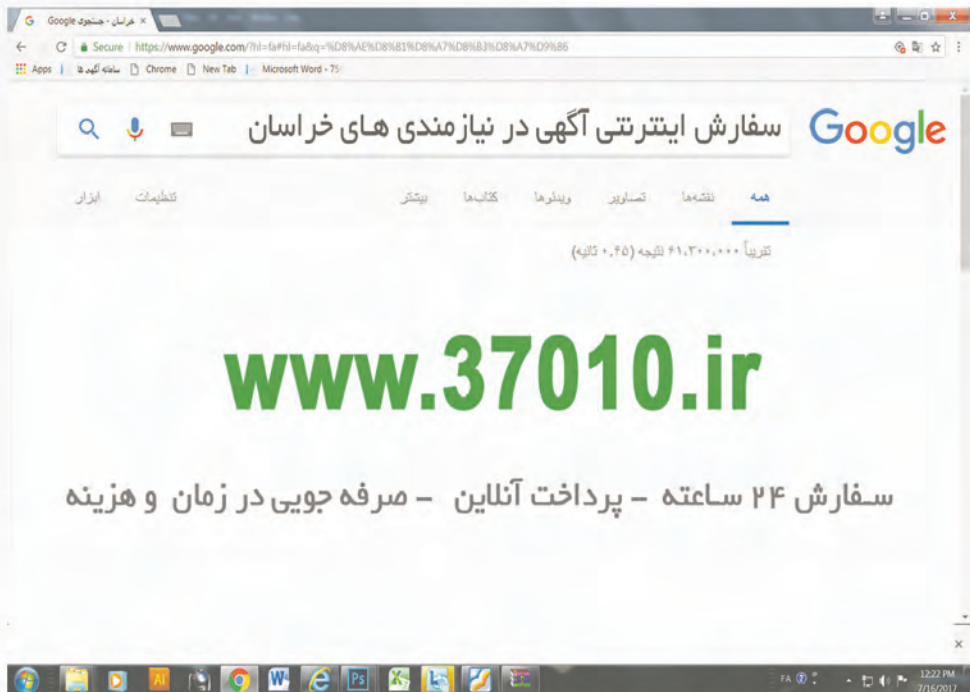 خراسان - جستجوی Google
Secure https://www.google.com/?hl=fa#hl=fa&q=%D8%AE%D8%B1%D8%A7%D8%B3%D8%A7%D9%86
Apps سامانه آگهی ها Chrome New Tab Microsoft Word - 75
سفارش اینترنتی آگهی در نیازمندی های خراسان Google
همه نقشه‌ها تصاویر ویدئوها کتاب‌ها بیشتر تنظیمات ابزار
تقریباً ۶۱,۳۰۰,۰۰۰ نتیجه (۰.۴۵ ثانیه)
www.37010.ir
سفارش ۲۴ ساعته – پرداخت آنلاین – صرفه جویی در زمان و هزینه
FA 12:22 PM
7/16/2017